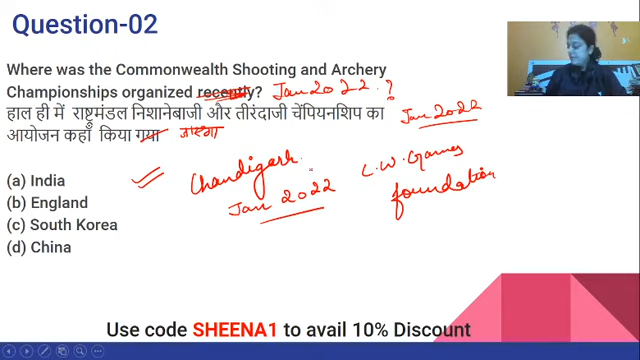 Question-02
Where was the Commonwealth Shooting and Archery
Championships organized recently? Jan 2022 ?
हाल ही में राष्ट्रमंडल निशानेबाजी और तीरंदाजी चेंपियनशिप का Jan 2022
आयोजन कहाँ किया गया जाएगा
(a) India Chandigarh C.W. Games
(b) England Jan 2022 foundation
(c) South Korea
(d) China
Use code SHEENA1 to avail 10% Discount